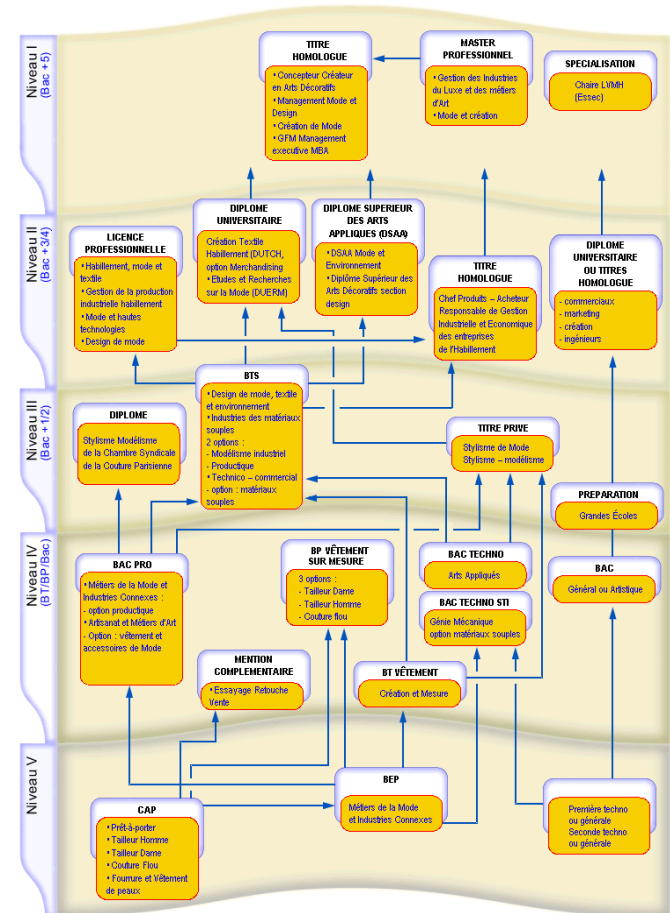 Niveau I
(Bac +5)
TITRE
HOMOLOGUE
• Concepteur Créateur
en Arts Décoratifs
• Management Mode et
Design
• Création de Mode
• GFM Management
executive MBA
MASTER
PROFESSIONNEL
• Gestion des Industries
du Luxe et des métiers
d'Art
• Mode et création
SPECIALISATION
Chaire LVMH
(Essec)
Niveau II
(Bac +3/4)
LICENCE
PROFESSIONNELLE
• Habillement, mode et
textile
• Gestion de la production
industrielle habillement
• Mode et hautes
technologies
• Design de mode
DIPLOME
UNIVERSITAIRE
Création Textile
Habillement (DUTCH,
option Merchandising
• Etudes et Recherches
sur la Mode (DUERM)
DIPLOME SUPERIEUR
DES ARTS
APPLIQUES (DSAA)
• DSAA Mode et
Environnement
• Diplôme Supérieur des
Arts Décoratifs section
design
TITRE
HOMOLOGUE
Chef Produits – Acheteur
Responsable de Gestion
Industrielle et Economique
des entreprises
de l'Habillement
DIPLOME
UNIVERSITAIRE
OU TITRES
HOMOLOGUE
- commerciaux
- marketing
- création
- ingénieurs
Niveau III
(Bac +1/2)
DIPLOME
Stylisme Modélisme
de la Chambre Syndicale
de la Couture Parisienne
BTS
• Design de mode, textile
et environnement
• Industries des matériaux
souples
2 options :
- Modélisme industriel
- Productique
• Technico – commercial
- option : matériaux
souples
TITRE PRIVE
Stylisme de Mode
Stylisme – modélisme
PREPARATION
Grandes Écoles
Niveau IV
(BT/BP/Bac)
BAC PRO
• Métiers de la Mode et
Industries Connexes :
- option productique
• Artisanat et Métiers d'Art
- Option : vêtement et
accessoires de Mode
BP VÊTEMENT
SUR MESURE
3 options :
- Tailleur Dame
- Tailleur Homme
- Couture flou
BAC TECHNO
Arts Appliqués
BAC
Général ou Artistique
BAC TECHNO STI
Génie Mécanique
option matériaux souples
MENTION
COMPLEMENTAIRE
• Essayage Retouche
Vente
BT VÊTEMENT
Création et Mesure
Niveau V
CAP
• Prêt-à-porter
• Tailleur Homme
• Tailleur Dame
• Couture Flou
• Fourrure et Vêtement
de peaux
BEP
Métiers de la Mode
et Industries Connexes
Première techno
ou générale
Seconde techno
ou générale